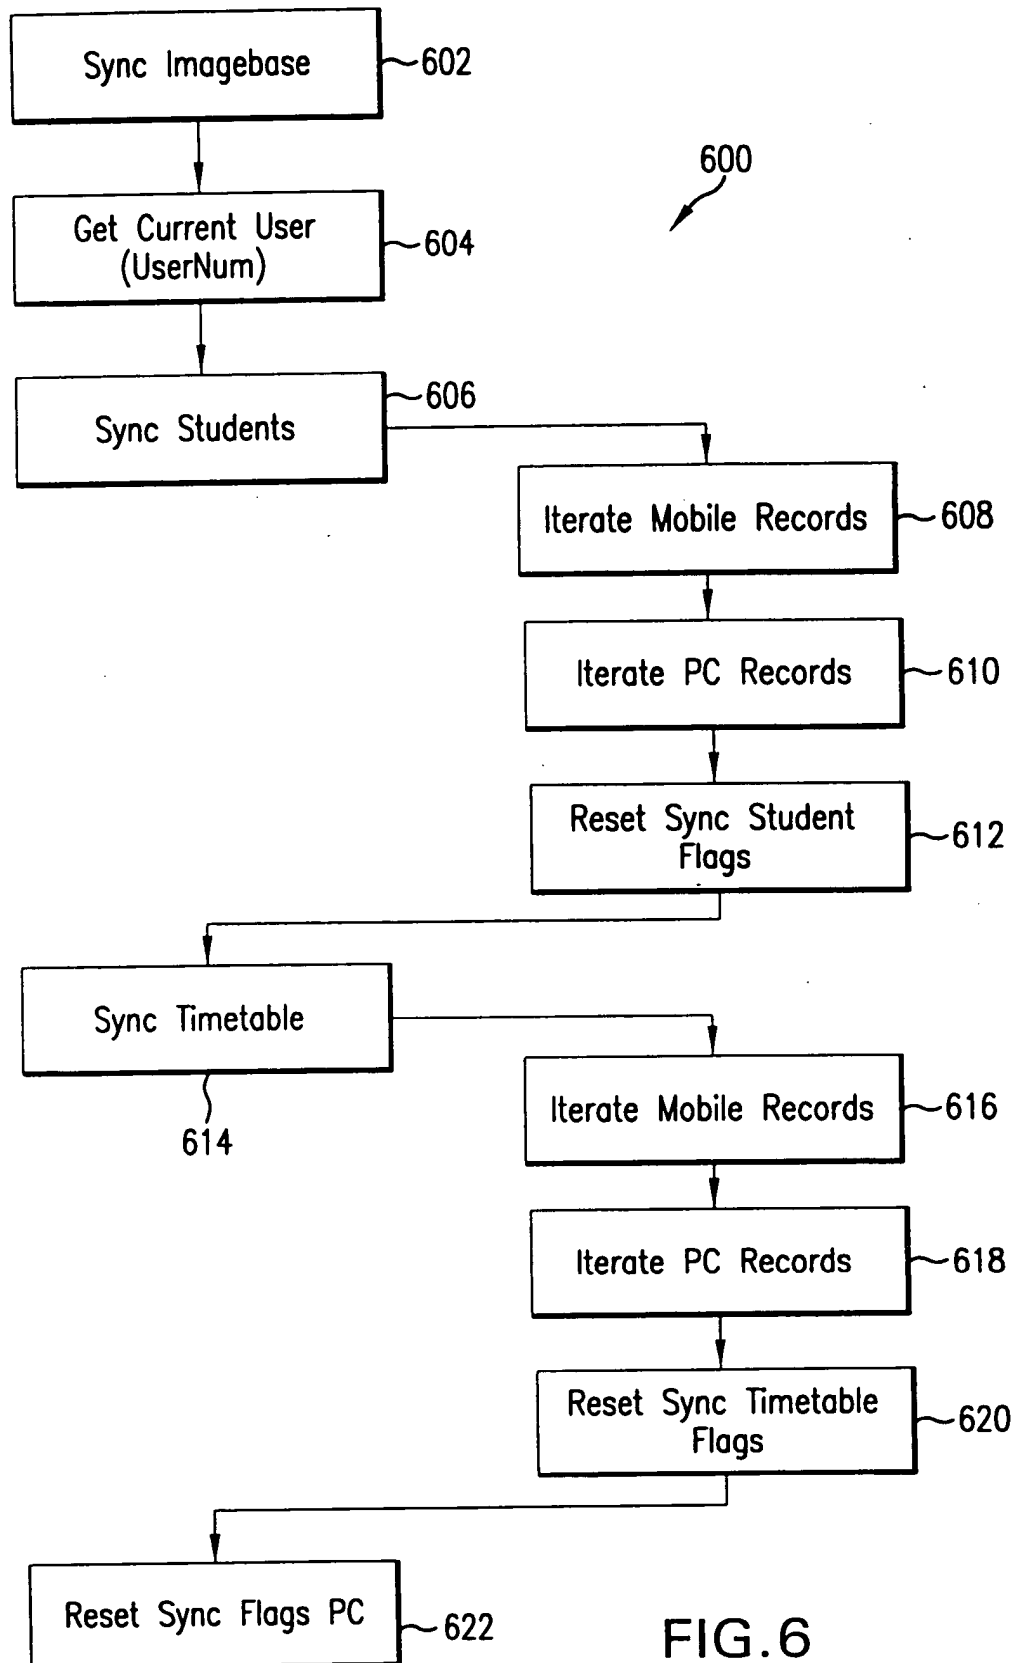 Sync Imagebase
602
600
Get Current User
(UserNum)
604
Sync Students
606
Iterate Mobile Records
608
Iterate PC Records
610
Reset Sync Student
Flags
612
Sync Timetable
614
Iterate Mobile Records
616
Iterate PC Records
618
Reset Sync Timetable
Flags
620
Reset Sync Flags PC
622
FIG.6